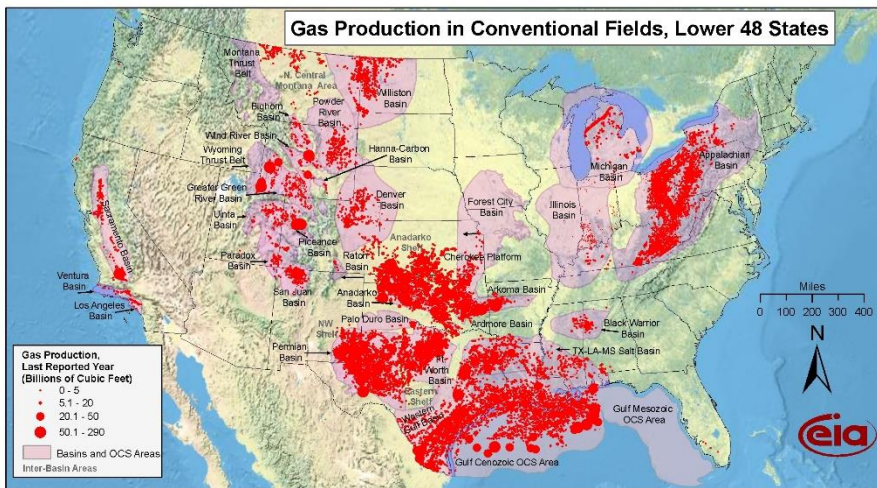 Gas Production in Conventional Fields, Lower 48 States
Montana
Thrust
Belt
N. Central
Montana Area
Williston
Basin
Bighorn
Basin
Powder
River
Basin
Wind River Basin
Wyoming
Thrust Belt
Hanna-Carbon
Basin
Michigan
Basin
Appalachian
Basin
Greater Green
River Basin
Denver
Basin
Forest City
Basin
Illinois
Basin
Sacramento Basin
Uinta
Basin
Piceance
Basin
Anadarko
Shelf
Paradox
Basin
Raton
Basin
Cherokee Platform
Ventura
Basin
San Juan
Basin
Anadarko
Basin
Arkoma Basin
Los Angeles
Basin
Palo Duro Basin
Ardmore Basin
Black Warrior
Basin
NW
Shelf
Permian
Basin
Ft.
Worth
Basin
TX-LA-MS Salt Basin
Eastern
Shelf
Western
Gulf Basin
Gulf Mesozoic
OCS Area
Gulf Cenozoic OCS Area
Miles
0 100 200 400
N
eia
Gas Production,
Last Reported Year
(Billions of Cubic Feet)
0 - 5
5.1 - 20
20.1 - 50
50.1 - 290
Basins and OCS Areas
Inter-Basin Areas